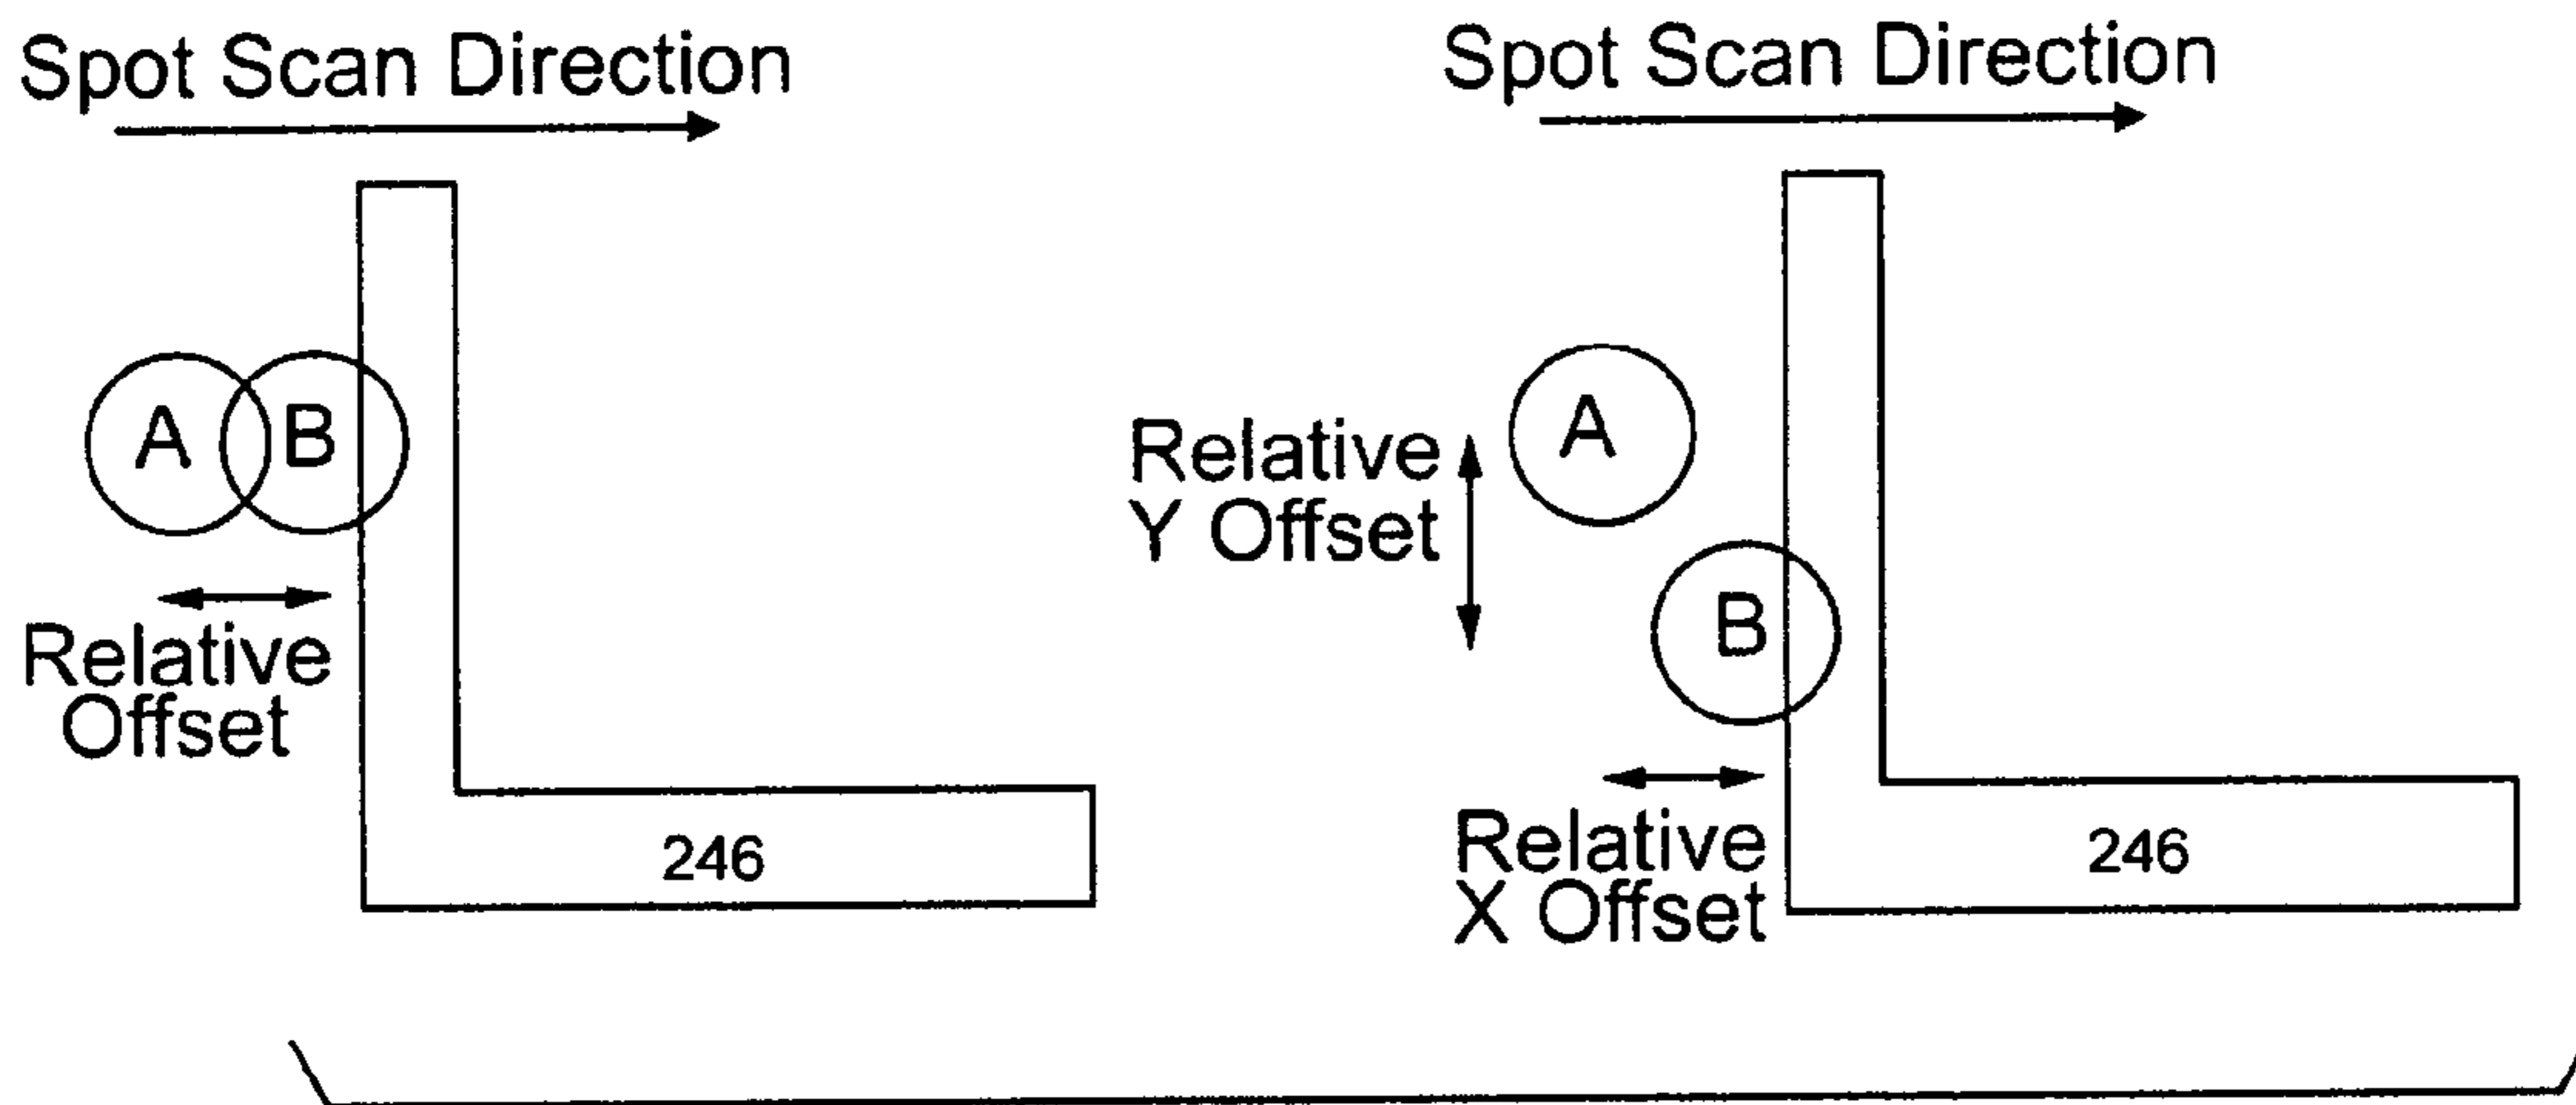 Spot Scan Direction
A
B
Relative
Offset
246
Spot Scan Direction
Relative
Y Offset
A
B
Relative
X Offset
246